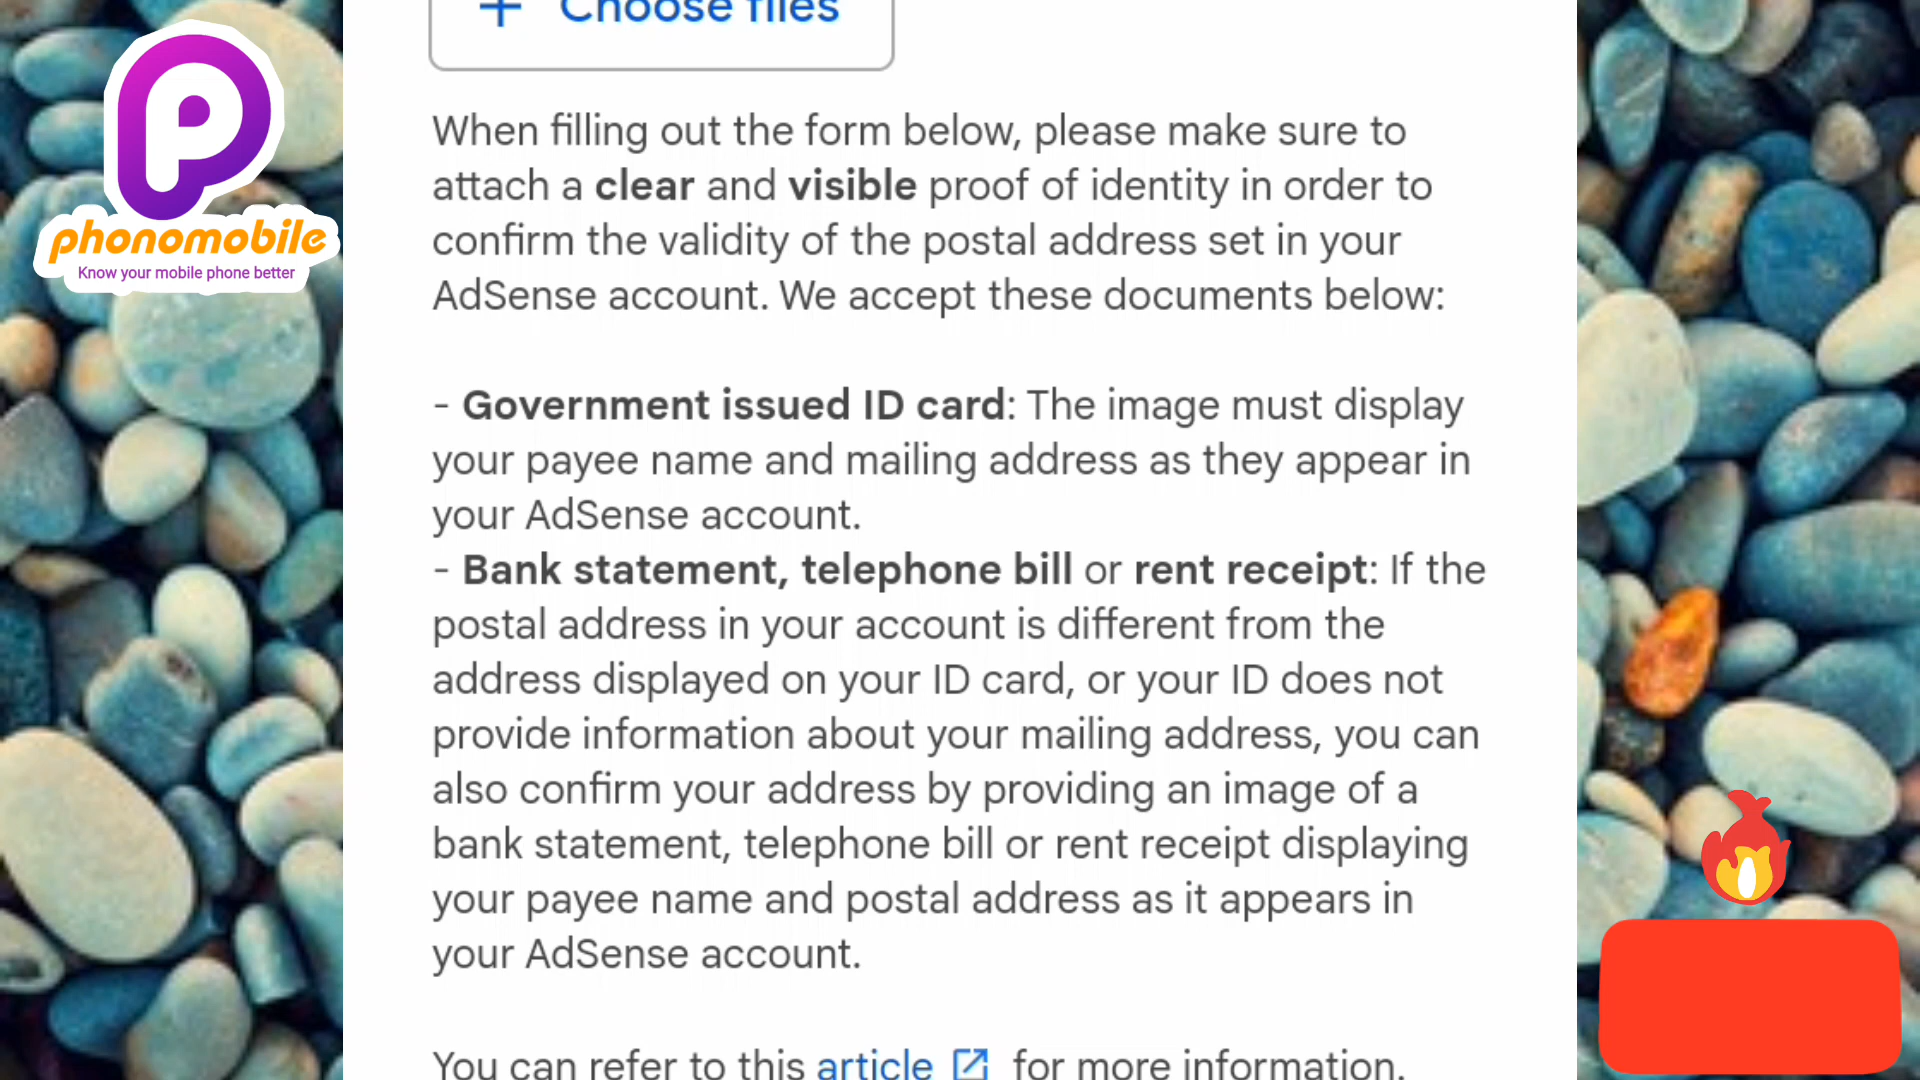 + Choose files
phonomobile
Know your mobile phone better
When filling out the form below, please make sure to
attach a clear and visible proof of identity in order to
confirm the validity of the postal address set in your
AdSense account. We accept these documents below:
- Government issued ID card: The image must display
your payee name and mailing address as they appear in
your AdSense account.
- Bank statement, telephone bill or rent receipt: If the
postal address in your account is different from the
address displayed on your ID card, or your ID does not
provide information about your mailing address, you can
also confirm your address by providing an image of a
bank statement, telephone bill or rent receipt displaying
your payee name and postal address as it appears in
your AdSense account.
You can refer to this article for more information.